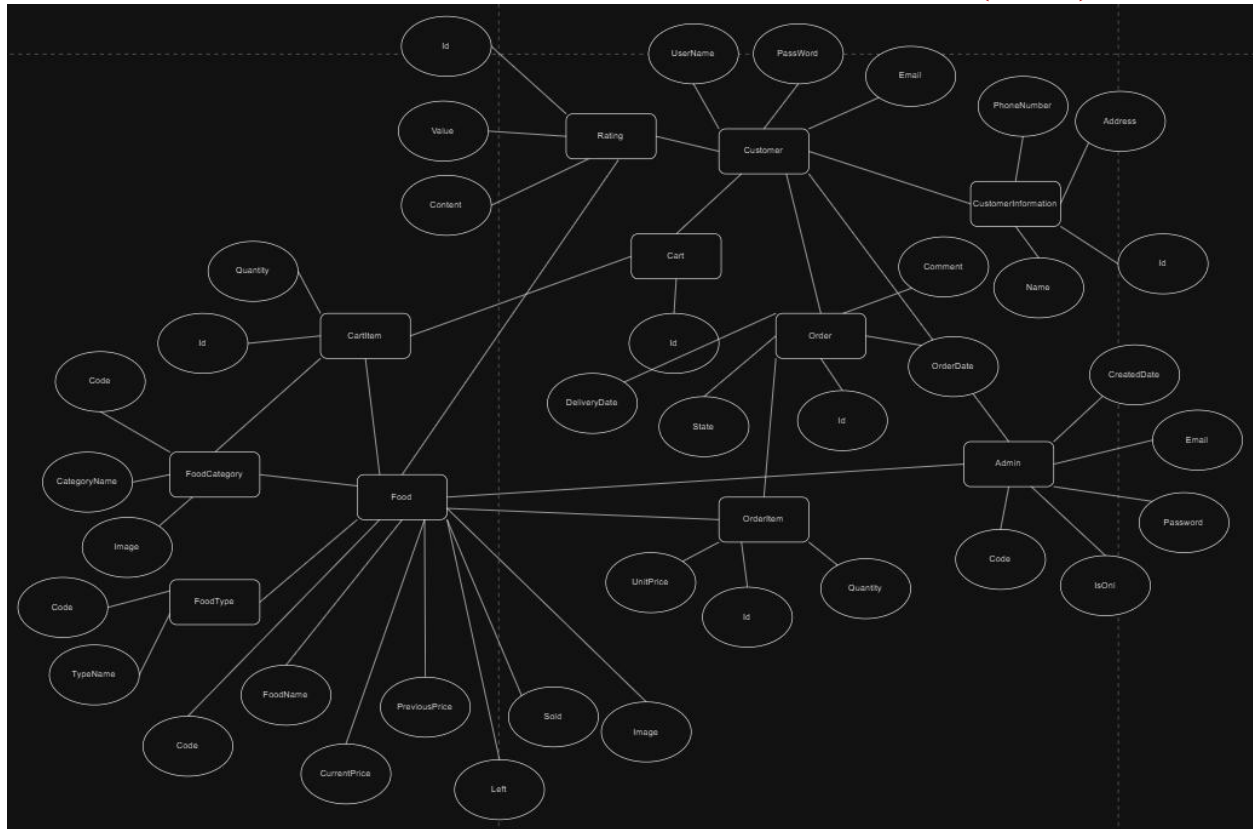 Id
UserName
PassWord
Email
PhoneNumber
Address
Value
Rating
Customer
Content
CustomerInformation
Quantity
Cart
Comment
Id
Name
Id
CartItem
Id
Order
OrderDate
CreatedDate
Code
DeliveryDate
State
Id
Email
CategoryName
FoodCategory
Food
Admin
Image
OrderItem
Password
Code
IsOnl
UnitPrice
Id
Quantity
Code
FoodType
TypeName
FoodName
PreviousPrice
Sold
Image
Code
CurrentPrice
Left